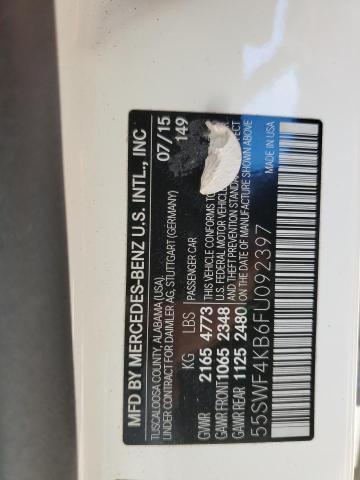 MFD BY MERCEDES-BENZ U.S. INTL., INC 07/15
TUSCALOOSA COUNTY, ALABAMA (USA) 149
UNDER CONTRACT FOR DAIMLER AG, STUTTGART (GERMANY)
KG LBS PASSENGER CAR
GVWR 2165 4773 THIS VEHICLE CONFORMS TO
GAWR FRONT 1065 2348 U.S. FEDERAL MOTOR VEHICLE
GAWR REAR 1125 2480 AND THEFT PREVENTION STANDARDS
ON THE DATE OF MANUFACTURE SHOWN ABOVE
55SWF4KB6FU092397 MADE IN USA